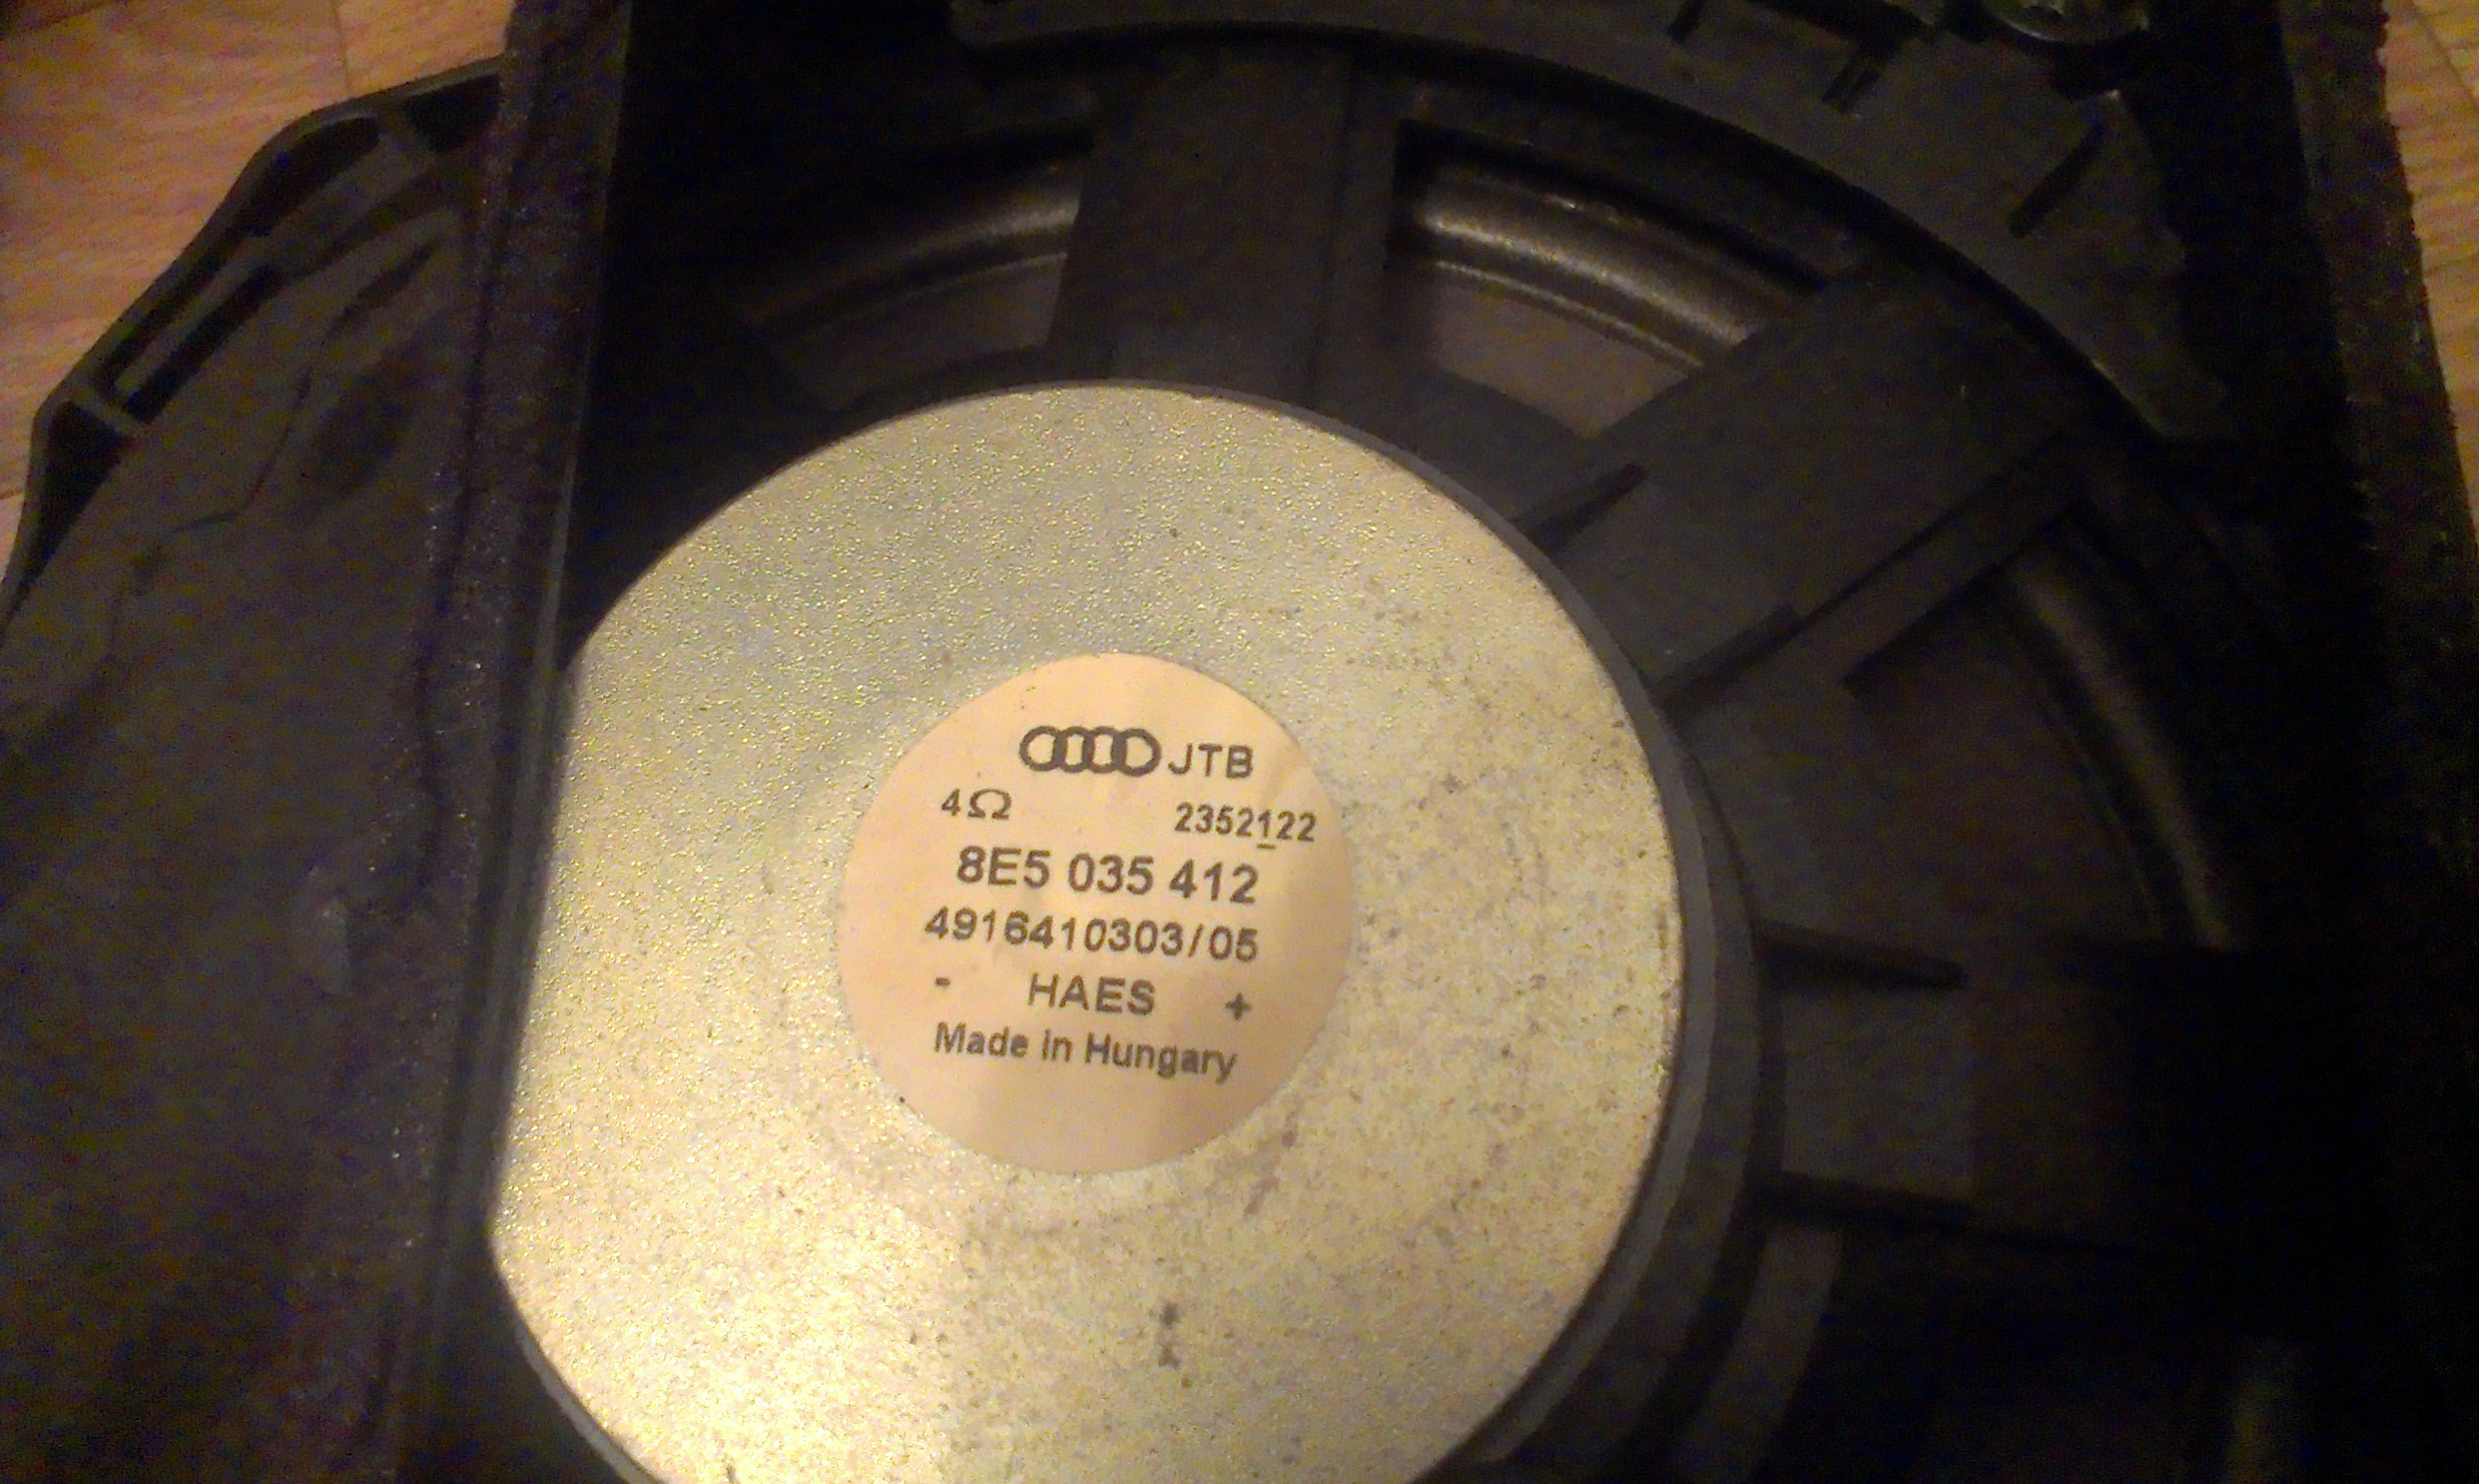 JTB
4Ω 2352122
8E5 035 412
4916410303/05
- HAES +
Made in Hungary